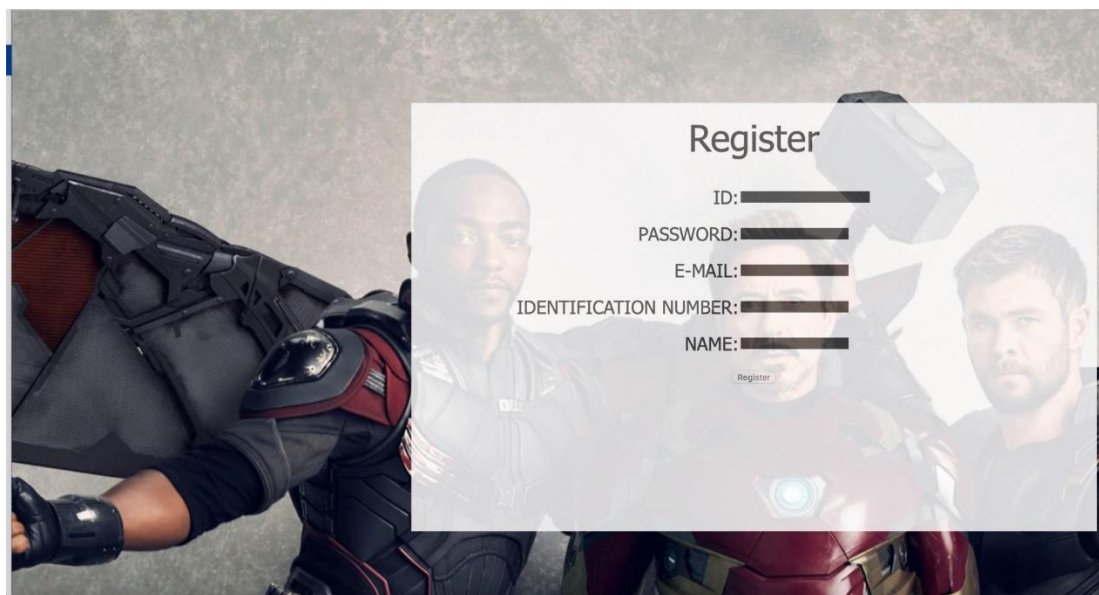 Register
ID:
PASSWORD:
E-MAIL:
IDENTIFICATION NUMBER:
NAME:
Register